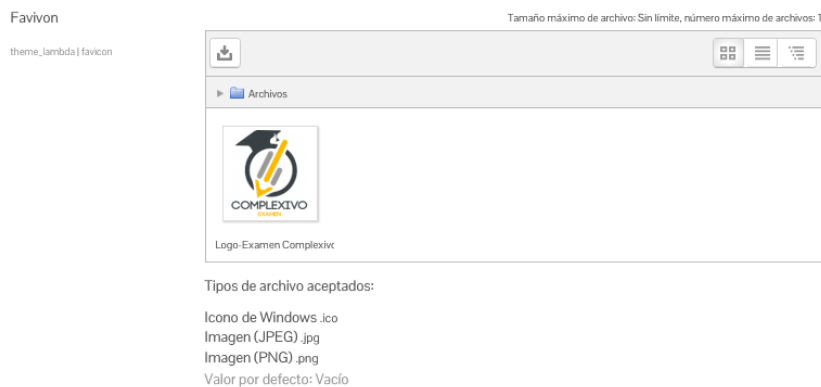 Favivon
Tamaño máximo de archivo: Sin límite, número máximo de archivos: 1
theme_lambda | favicon
Archivos
COMPLEXIVO
EXAMEN
Logo-Examen Complexivo
Tipos de archivo aceptados:
Icono de Windows .ico
Imagen (JPEG) .jpg
Imagen (PNG) .png
Valor por defecto: Vacío